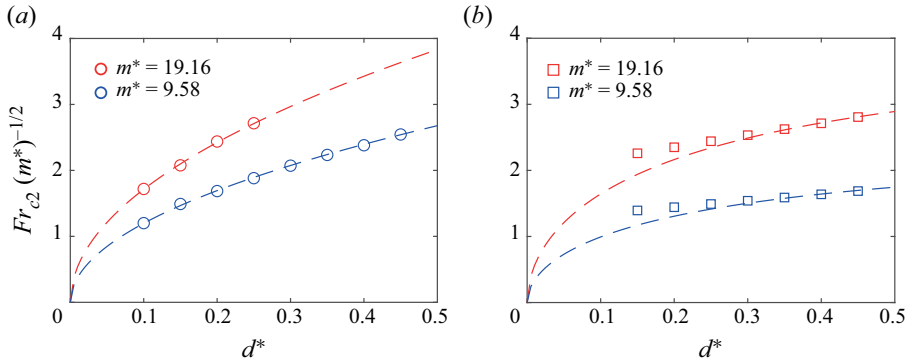 (a)
4
3
2
1
0
0.1
0.2
0.3
0.4
0.5
Fr_{c2} (m*)^{–1/2}
d*
m* = 19.16
m* = 9.58
(b)
4
3
2
1
0
0.1
0.2
0.3
0.4
0.5
d*
m* = 19.16
m* = 9.58